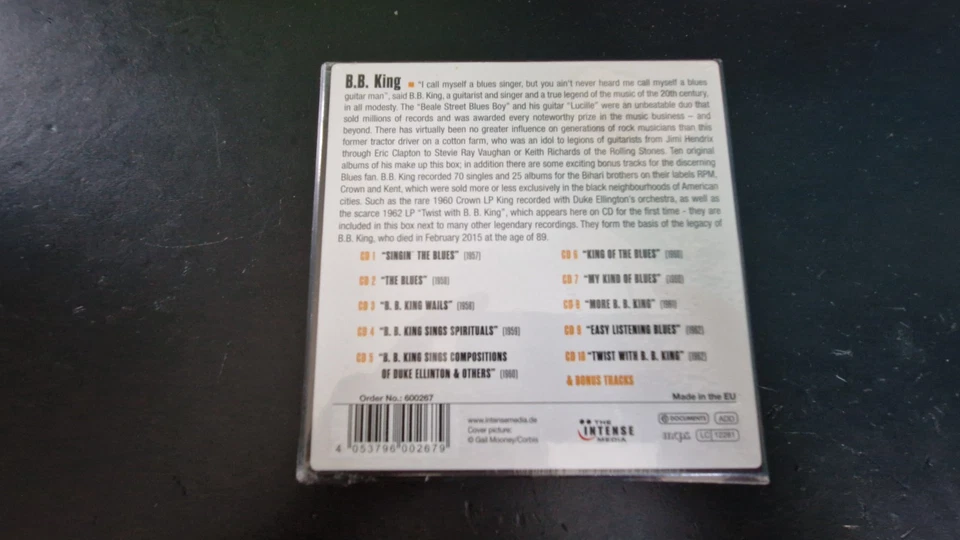 B.B. King "I call myself a blues singer, but you ain't never heard me call myself a blues
guitar man", said B.B. King, a guitarist and singer and a true legend of the music of the 20th century,
in all modesty. The "Beale Street Blues Boy" and his guitar "Lucille" were an unbeatable duo that
sold millions of records and was awarded every noteworthy prize in the music business – and
beyond. There has virtually been no greater influence on generations of rock musicians than this
former tractor driver on a cotton farm, who was an idol to legions of guitarists from Jimi Hendrix
through Eric Clapton to Stevie Ray Vaughan or Keith Richards of the Rolling Stones. Ten original
albums of his make up this box; in addition there are some exciting bonus tracks for the discerning
Blues fan. B.B. King recorded 70 singles and 25 albums for the Bihari brothers on their labels RPM,
Crown and Kent, which were sold more or less exclusively in the black neighbourhoods of American
cities. Such as the rare 1960 Crown LP King recorded with Duke Ellington's orchestra, as well as
the scarce 1962 LP "Twist with B. B. King", which appears here on CD for the first time - they are
included in this box next to many other legendary recordings. They form the basis of the legacy of
B.B. King, who died in February 2015 at the age of 89.
CD 1 "SINGIN' THE BLUES" (1957)
CD 2 "THE BLUES" (1958)
CD 3 "B. B. KING WAILS" (1958)
CD 4 "B. B. KING SINGS SPIRITUALS" (1959)
CD 5 "B. B. KING SINGS COMPOSITIONS
OF DUKE ELLINTON & OTHERS" (1960)
CD 6 "KING OF THE BLUES" (1960)
CD 7 "MY KIND OF BLUES" (1960)
CD 8 "MORE B. B. KING" (1961)
CD 9 "EASY LISTENING BLUES" (1962)
CD 10 "TWIST WITH B. B. KING" (1962)
& BONUS TRACKS
Order No.: 600267
Made in the EU
4 053796 002679
www.intensemedia.de
Cover picture:
© Gail Mooney/Corbis
THE
INTENSE
MEDIA
DOCUMENTS
ADD
mcps
LC 12281